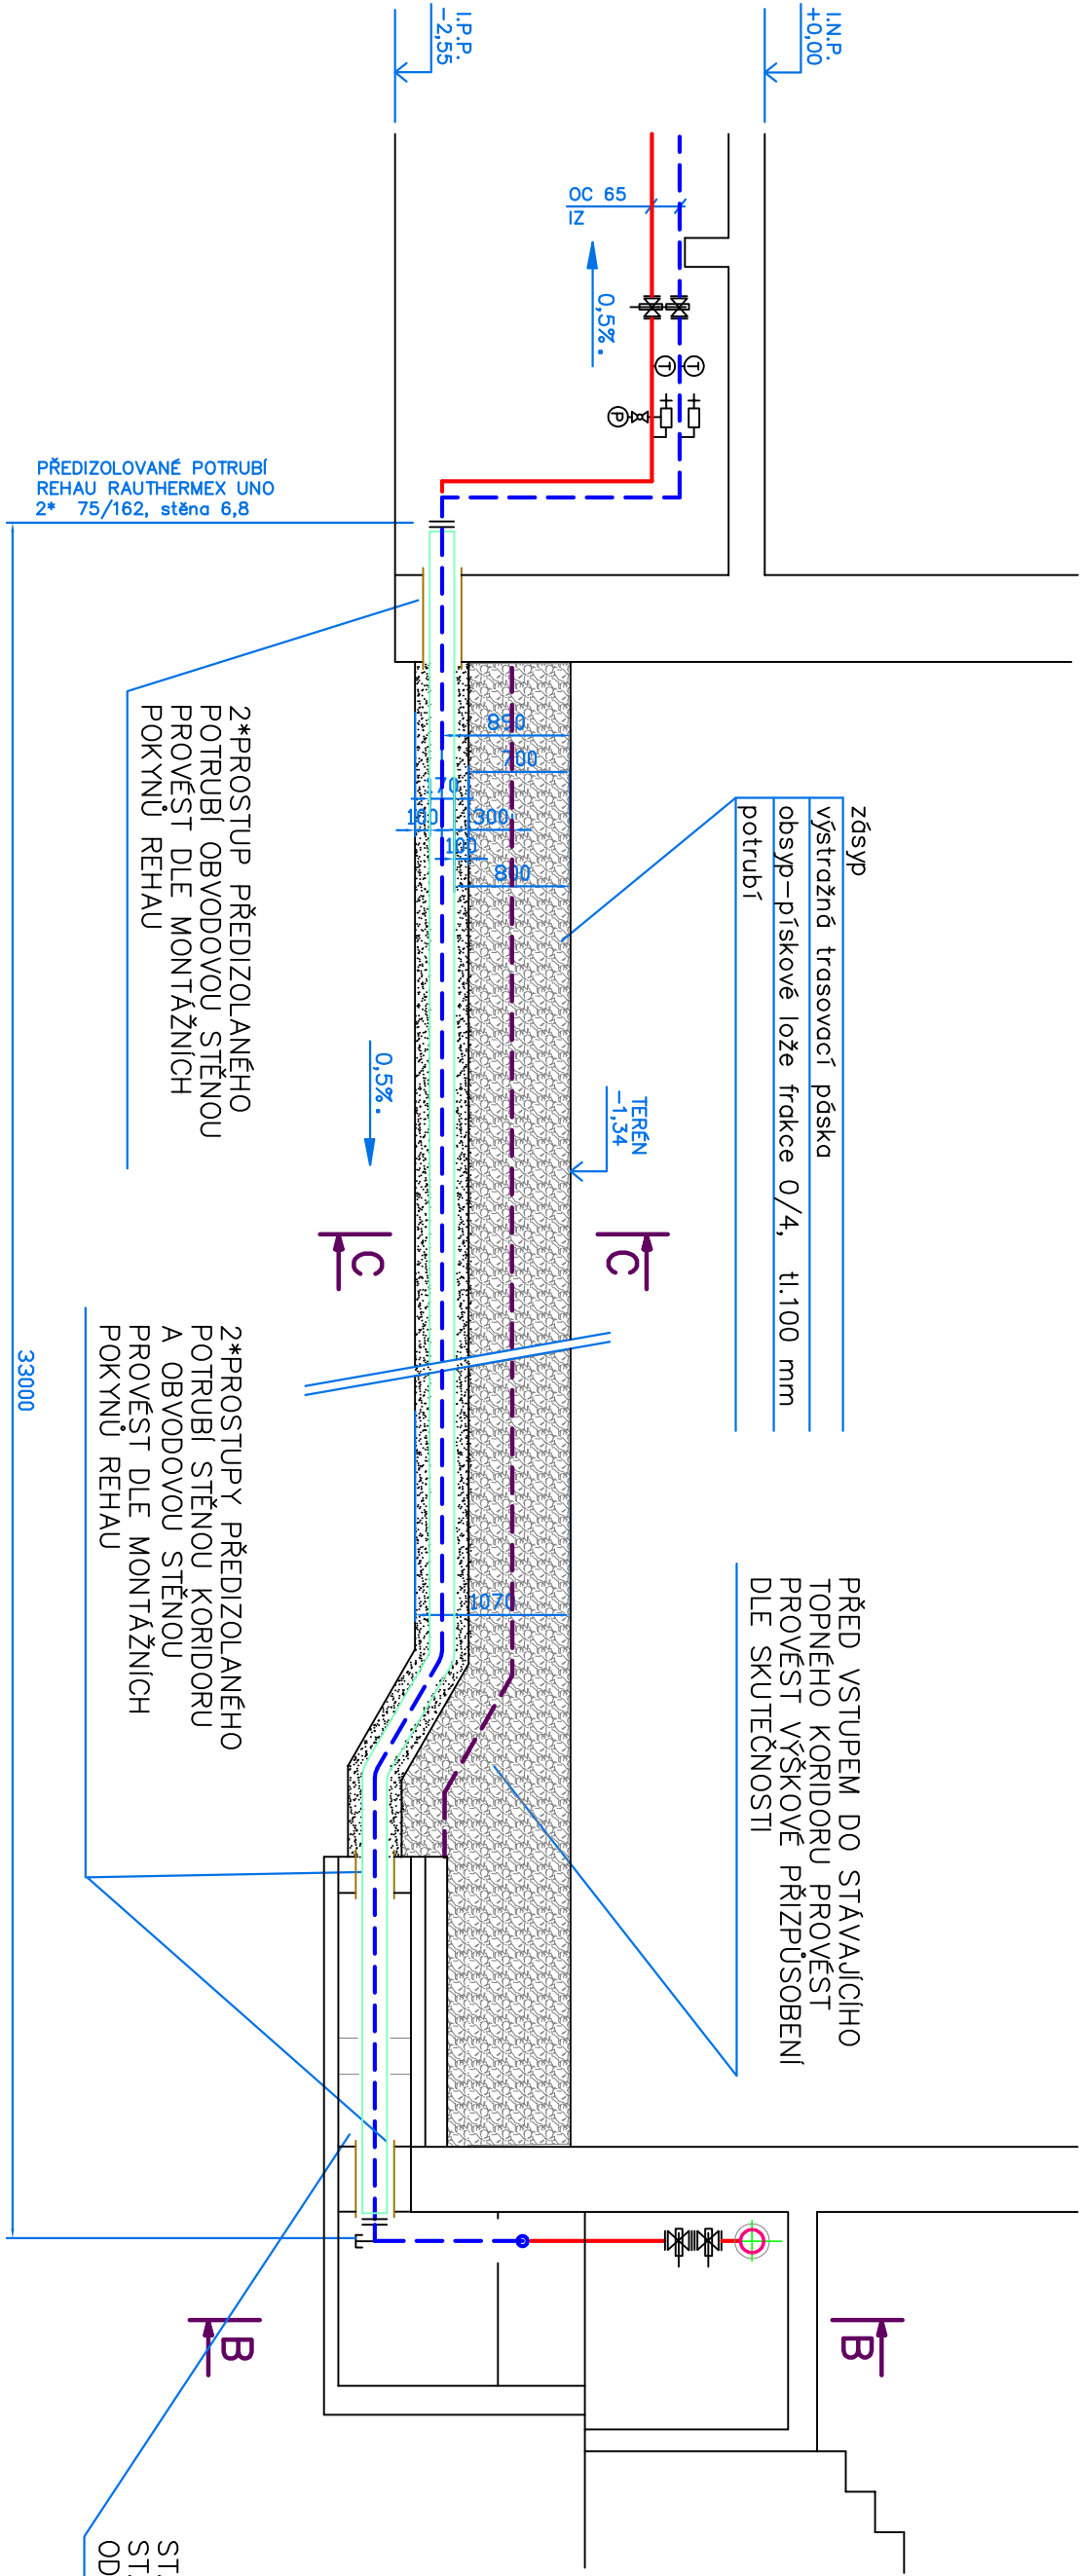 I.N.P.
+0,00
I.P.P.
-2,55
OC 65
IZ
0,5%.
T
T
P
PŘEDIZOLOVANÉ POTRUBÍ
REHAU RAUTHERMEX UNO
2* 75/162, stěna 6,8
2*PROSTUP PŘEDIZOLANÉHO
POTRUBÍ OBVODOVOU STĚNOU
PROVÉST DLE MONTÁŽNÍCH
POKYNŮ REHAU
850
700
170
100
300
100
800
zásyp
výstražná trasovací páska
obsyp-pískové lože frakce 0/4, tl.100 mm
potrubí
0,5%.
TERÉN
-1,34
C
C
33000
2*PROSTUPY PŘEDIZOLANÉHO
POTRUBÍ STĚNOU KORIDORU
A OBVODOVOU STĚNOU
PROVÉST DLE MONTÁŽNÍCH
POKYNŮ REHAU
1070
PŘED VSTUPEM DO STÁVAJÍCÍHO
TOPNÉHO KORIDORU PROVÉST
PROVÉST VÝŠKOVÉ PŘIZPŮSOBENÍ
DLE SKUTEČNOSTI
B
B
ST
ST
OD